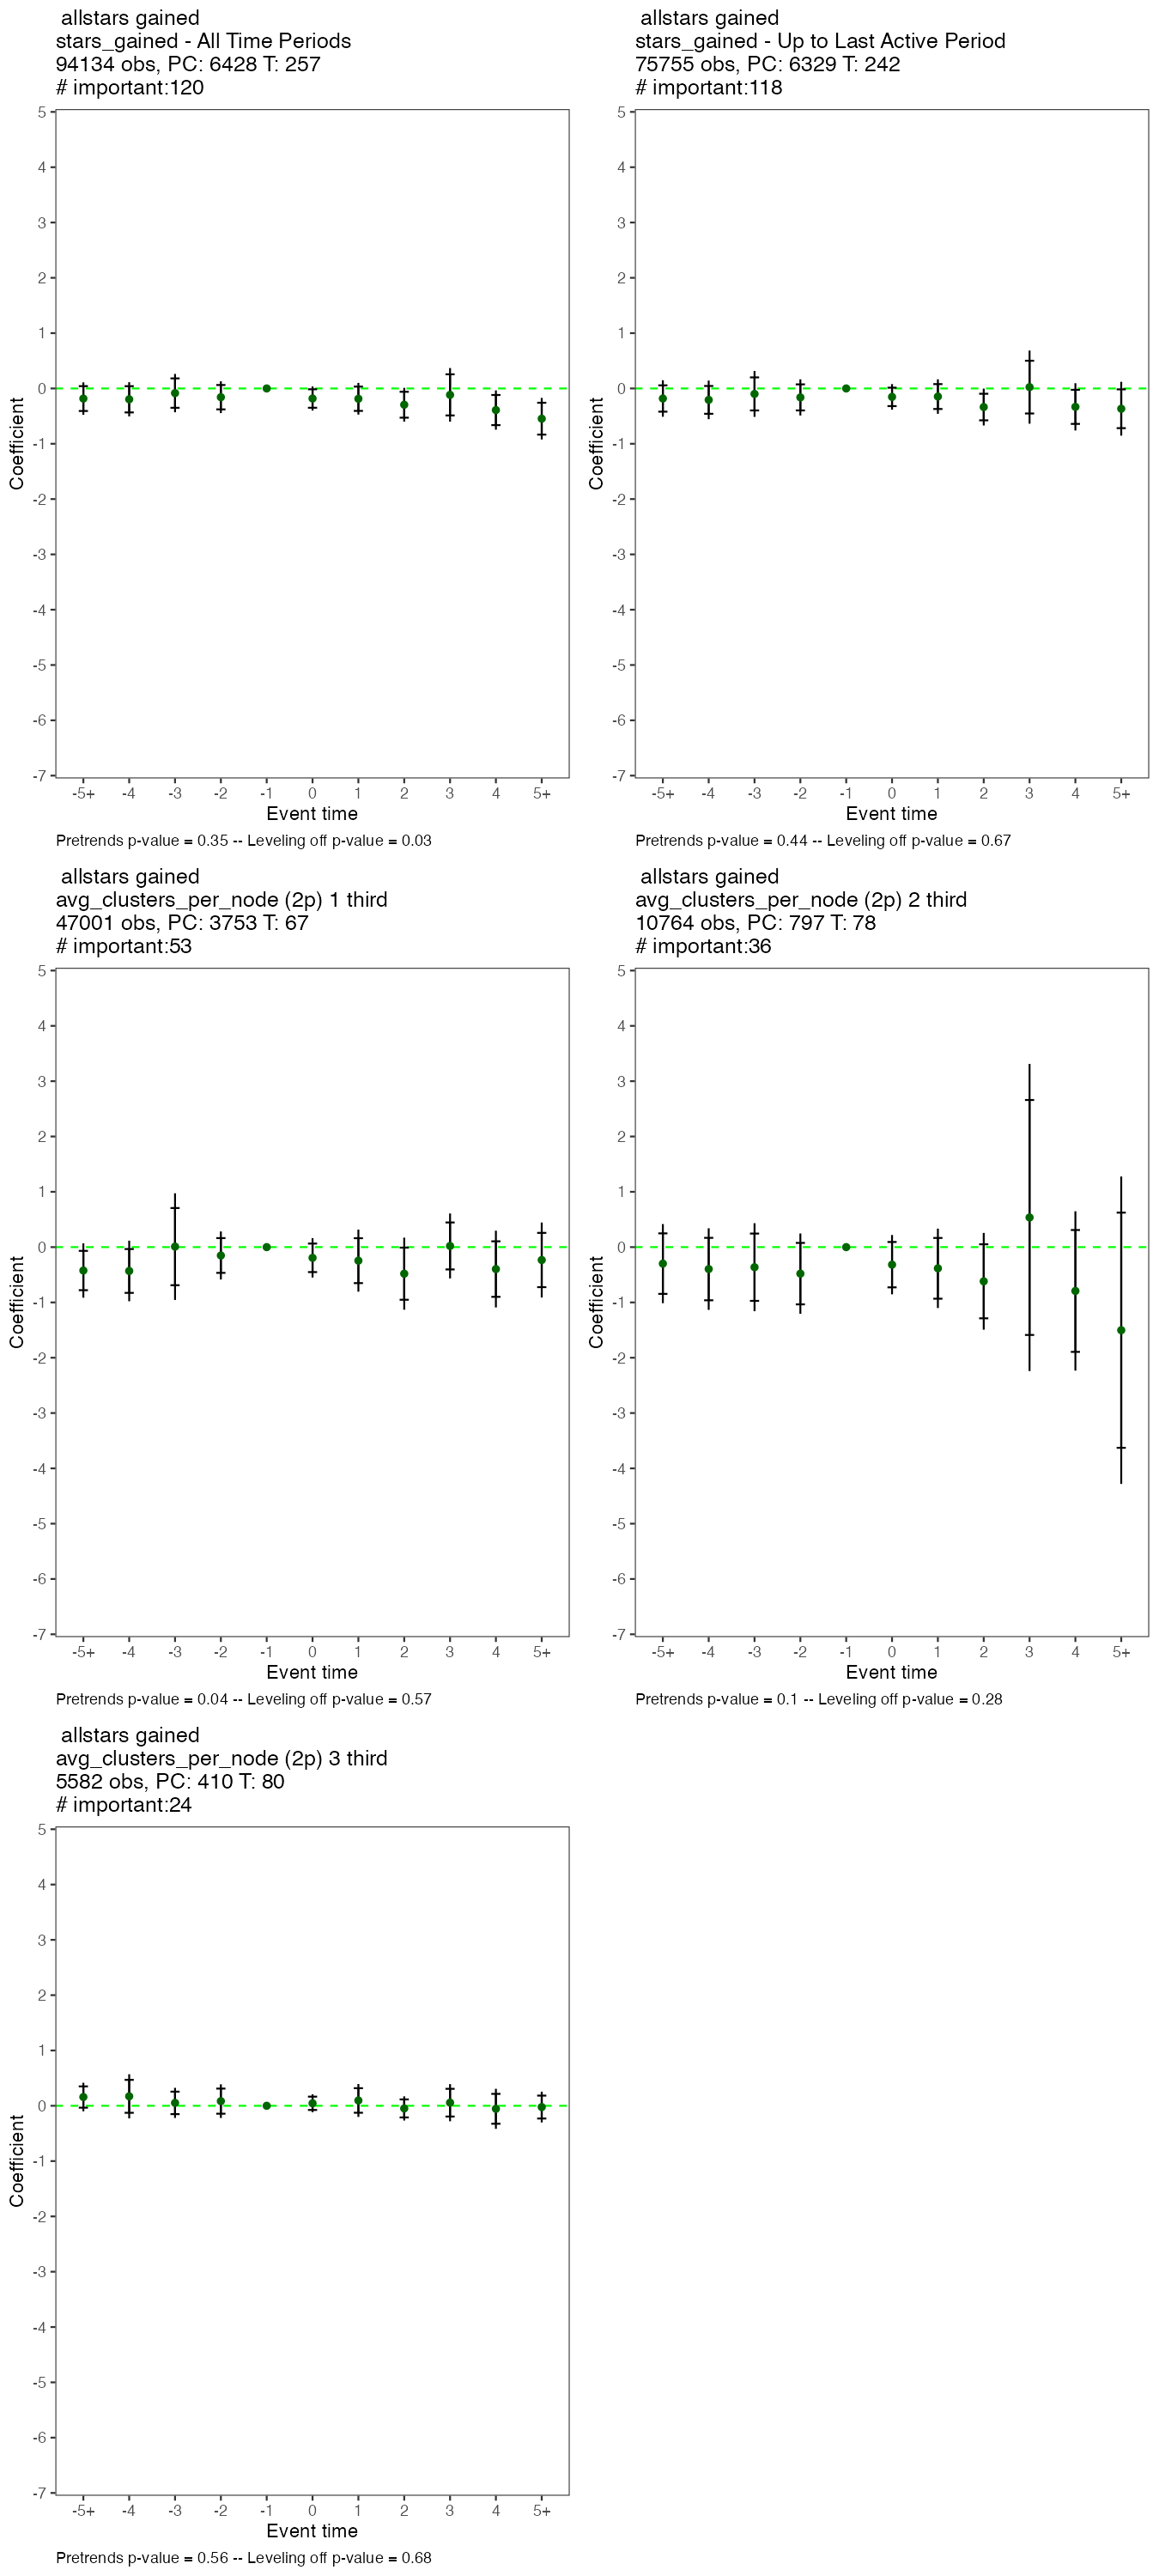 allstars gained
stars_gained - All Time Periods
94134 obs, PC: 6428 T: 257
# important:120
5
4
3
2
1
0
-1
-2
-3
-4
-5
-6
-7
Coefficient
-5+ -4 -3 -2 -1 0 1 2 3 4 5+
Event time
Pretrends p-value = 0.35 -- Leveling off p-value = 0.03
allstars gained
stars_gained - Up to Last Active Period
75755 obs, PC: 6329 T: 242
# important:118
5
4
3
2
1
0
-1
-2
-3
-4
-5
-6
-7
Coefficient
-5+ -4 -3 -2 -1 0 1 2 3 4 5+
Event time
Pretrends p-value = 0.44 -- Leveling off p-value = 0.67
allstars gained
avg_clusters_per_node (2p) 1 third
47001 obs, PC: 3753 T: 67
# important:53
5
4
3
2
1
0
-1
-2
-3
-4
-5
-6
-7
Coefficient
-5+ -4 -3 -2 -1 0 1 2 3 4 5+
Event time
Pretrends p-value = 0.04 -- Leveling off p-value = 0.57
allstars gained
avg_clusters_per_node (2p) 2 third
10764 obs, PC: 797 T: 78
# important:36
5
4
3
2
1
0
-1
-2
-3
-4
-5
-6
-7
Coefficient
-5+ -4 -3 -2 -1 0 1 2 3 4 5+
Event time
Pretrends p-value = 0.1 -- Leveling off p-value = 0.28
allstars gained
avg_clusters_per_node (2p) 3 third
5582 obs, PC: 410 T: 80
# important:24
5
4
3
2
1
0
-1
-2
-3
-4
-5
-6
-7
Coefficient
-5+ -4 -3 -2 -1 0 1 2 3 4 5+
Event time
Pretrends p-value = 0.56 -- Leveling off p-value = 0.68